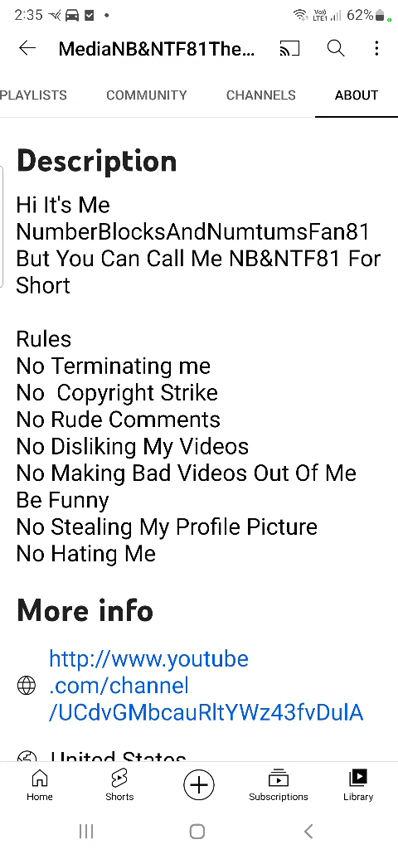 2:35
62%
MediaNB&NTF81The...
PLAYLISTS COMMUNITY CHANNELS ABOUT
Description
Hi It's Me
NumberBlocksAndNumtumsFan81
But You Can Call Me NB&NTF81 For
Short
Rules
No Terminating me
No  Copyright Strike
No Rude Comments
No Disliking My Videos
No Making Bad Videos Out Of Me
Be Funny
No Stealing My Profile Picture
No Hating Me
More info
http://www.youtube
.com/channel
/UCdvGMbcauRltYWz43fvDulA
United States
Home Shorts Subscriptions Library